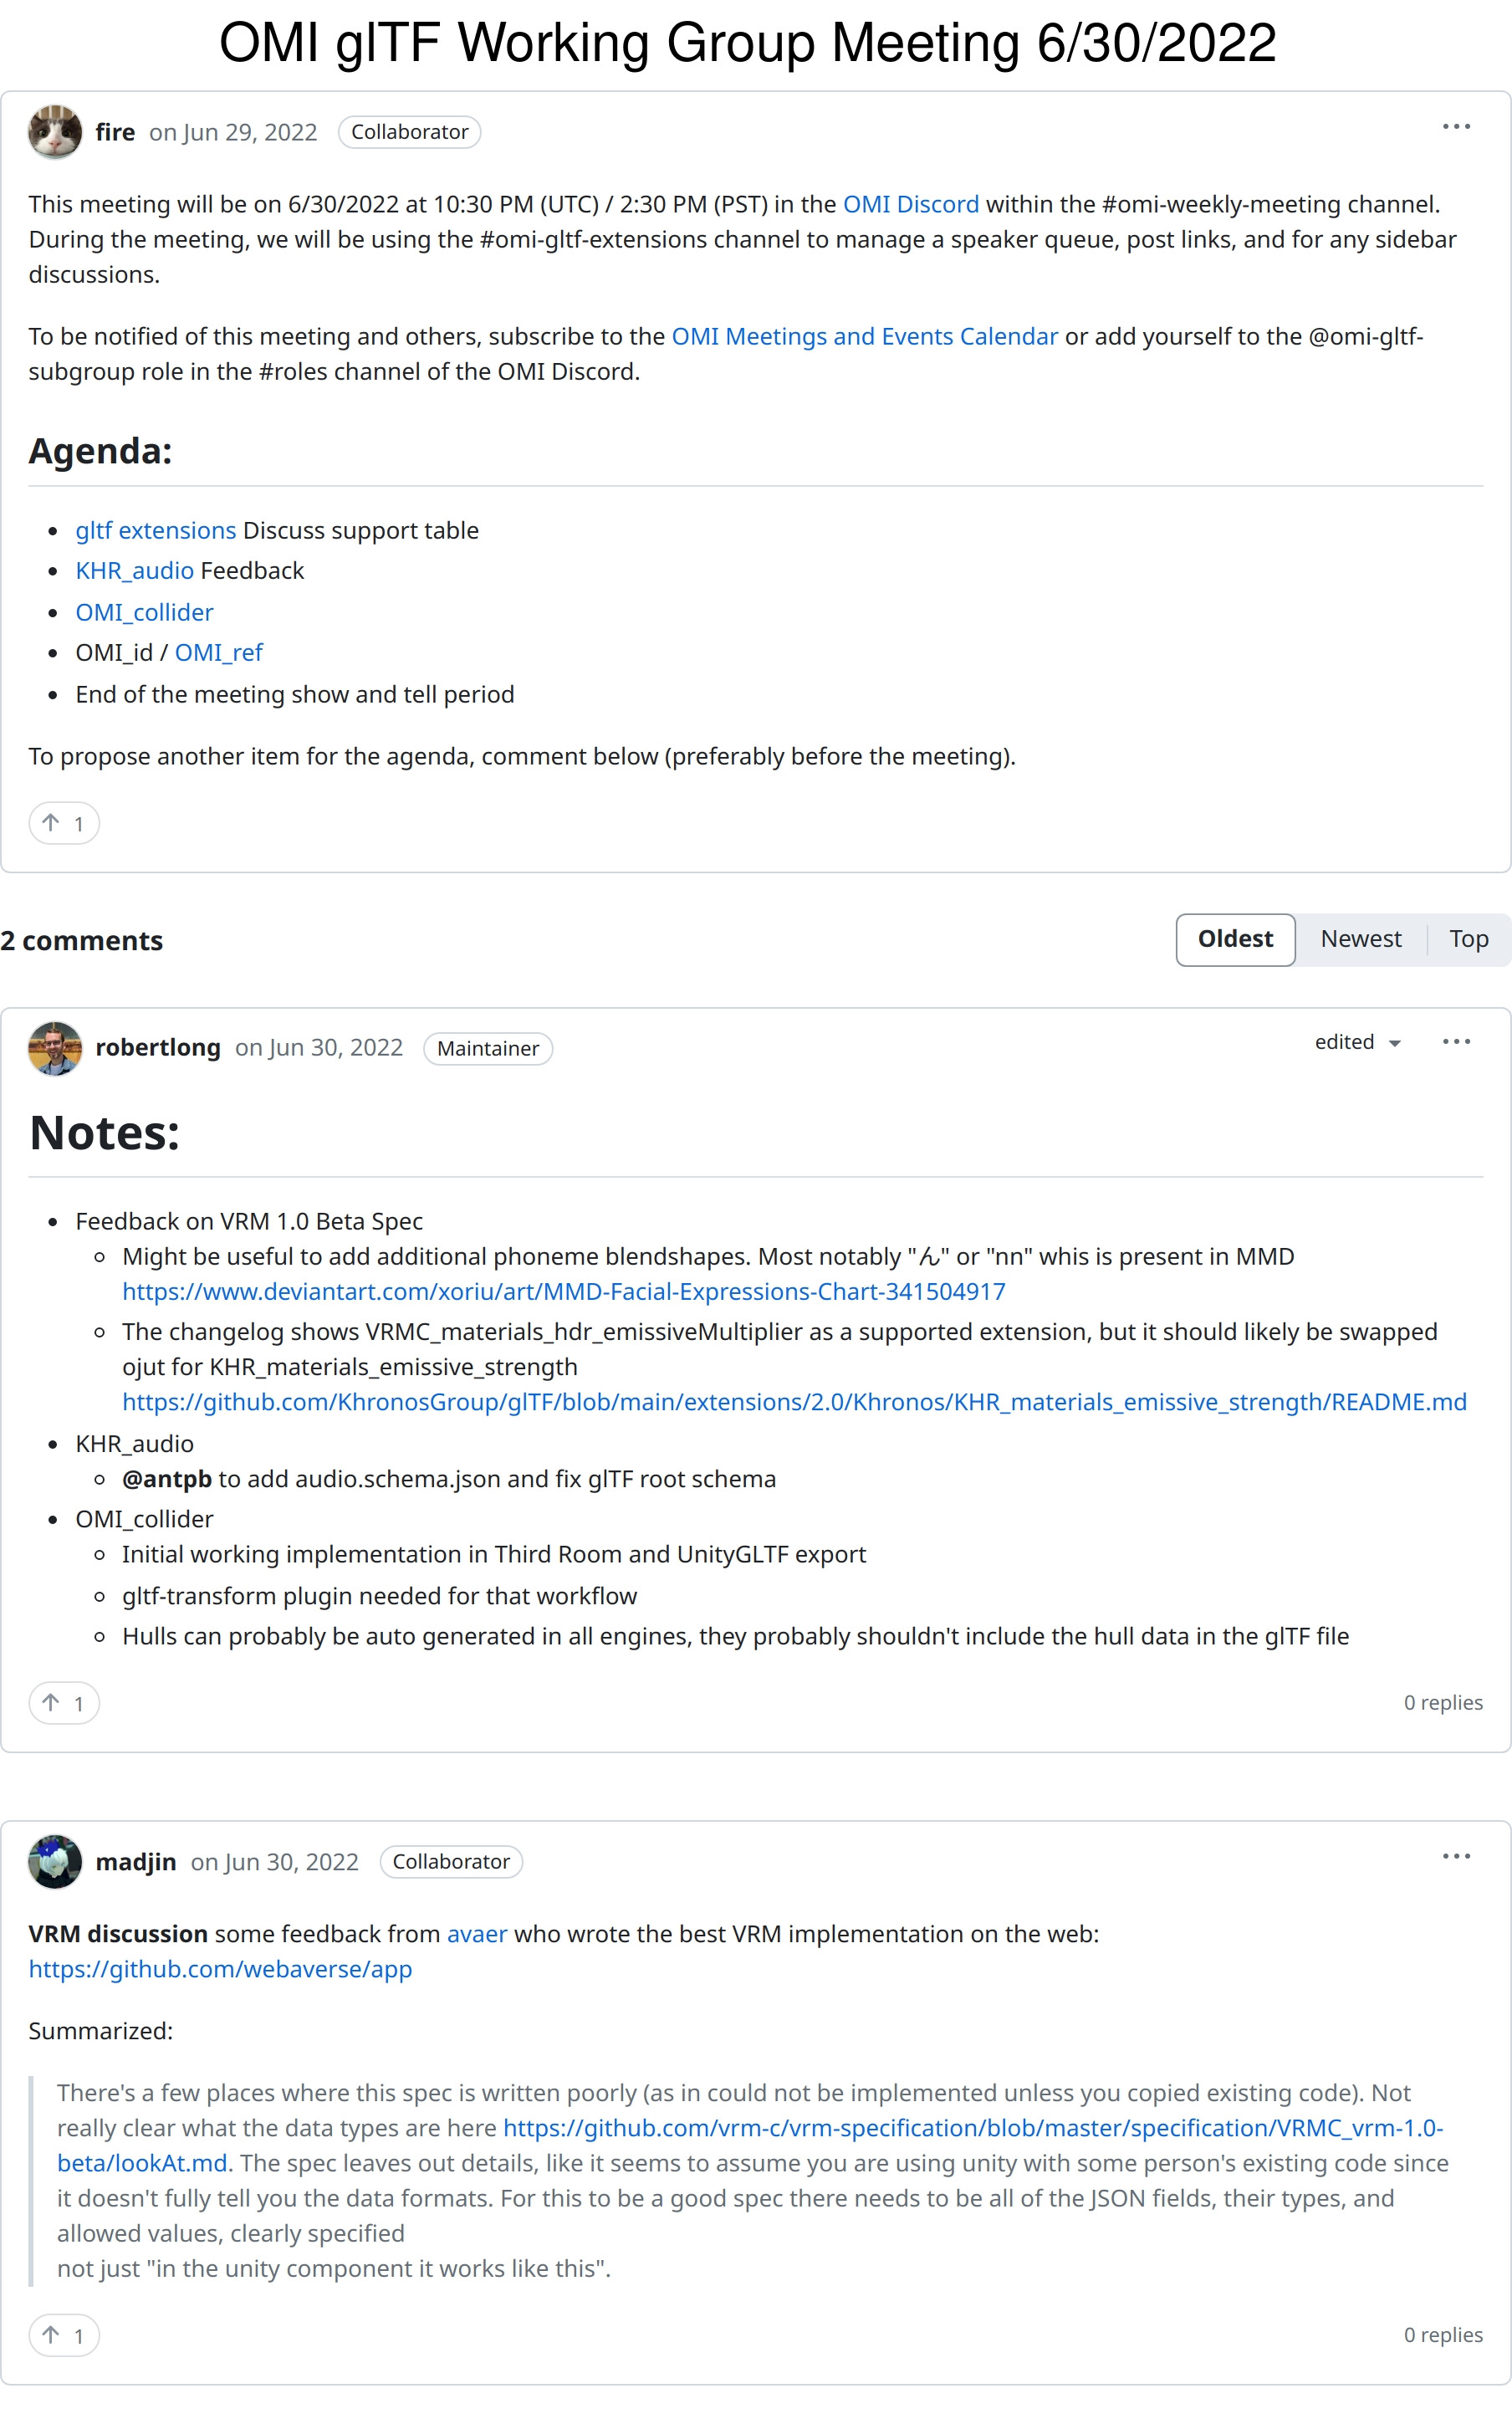 OMI glTF Working Group Meeting 6/30/2022
fire on Jun 29, 2022 Collaborator
This meeting will be on 6/30/2022 at 10:30 PM (UTC) / 2:30 PM (PST) in the OMI Discord within the #omi-weekly-meeting channel.
During the meeting, we will be using the #omi-gltf-extensions channel to manage a speaker queue, post links, and for any sidebar
discussions.
To be notified of this meeting and others, subscribe to the OMI Meetings and Events Calendar or add yourself to the @omi-gltf-
subgroup role in the #roles channel of the OMI Discord.
Agenda:
• gltf extensions Discuss support table
• KHR_audio Feedback
• OMI_collider
• OMI_id / OMI_ref
• End of the meeting show and tell period
To propose another item for the agenda, comment below (preferably before the meeting).
↑ 1
2 comments
Oldest Newest Top
robertlong on Jun 30, 2022 Maintainer edited
Notes:
• Feedback on VRM 1.0 Beta Spec
○ Might be useful to add additional phoneme blendshapes. Most notably "ん" or "nn" whis is present in MMD
https://www.deviantart.com/xoriu/art/MMD-Facial-Expressions-Chart-341504917
○ The changelog shows VRMC_materials_hdr_emissiveMultiplier as a supported extension, but it should likely be swapped
ojut for KHR_materials_emissive_strength
https://github.com/KhronosGroup/glTF/blob/main/extensions/2.0/Khronos/KHR_materials_emissive_strength/README.md
• KHR_audio
○ @antpb to add audio.schema.json and fix glTF root schema
• OMI_collider
○ Initial working implementation in Third Room and UnityGLTF export
○ gltf-transform plugin needed for that workflow
○ Hulls can probably be auto generated in all engines, they probably shouldn't include the hull data in the glTF file
↑ 1 0 replies
madjin on Jun 30, 2022 Collaborator
VRM discussion some feedback from avaer who wrote the best VRM implementation on the web:
https://github.com/webaverse/app
Summarized:
There's a few places where this spec is written poorly (as in could not be implemented unless you copied existing code). Not
really clear what the data types are here https://github.com/vrm-c/vrm-specification/blob/master/specification/VRMC_vrm-1.0-
beta/lookAt.md. The spec leaves out details, like it seems to assume you are using unity with some person's existing code since
it doesn't fully tell you the data formats. For this to be a good spec there needs to be all of the JSON fields, their types, and
allowed values, clearly specified
not just "in the unity component it works like this".
↑ 1 0 replies